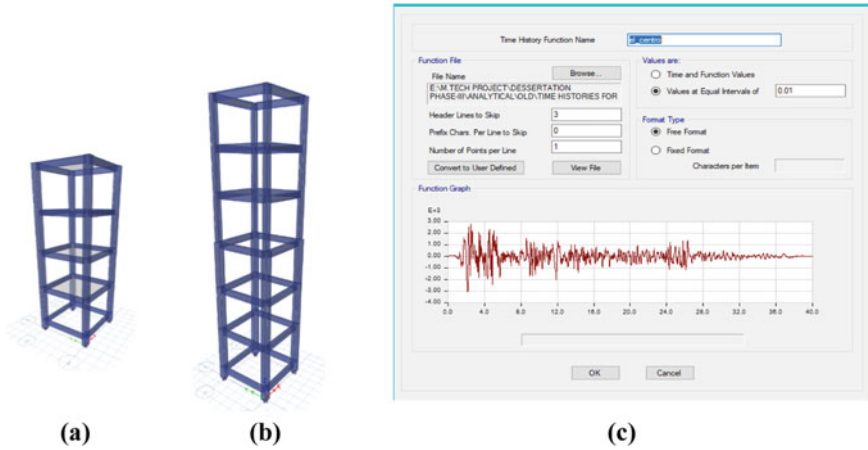 Time History Function Name
el_centro
Function File
File Name
Browse...
E:\M.TECH PROJECT\DESSERTATION
PHASE-III\ANALYTICAL\OLD\TIME HISTORIES FOR
Header Lines to Skip
3
Prefix Chars. Per Line to Skip
0
Number of Points per Line
1
Convert to User Defined
View File
Values are:
Time and Function Values
Values at Equal Intervals of
0.01
Format Type
Free Format
Fixed Format
Characters per Item
Function Graph
E+3
3.00
2.00
1.00
0.00
-1.00
-2.00
-3.00
-4.00
0.0 4.0 8.0 12.0 16.0 20.0 24.0 28.0 32.0 36.0 40.0
OK
Cancel
(a) (b) (c)